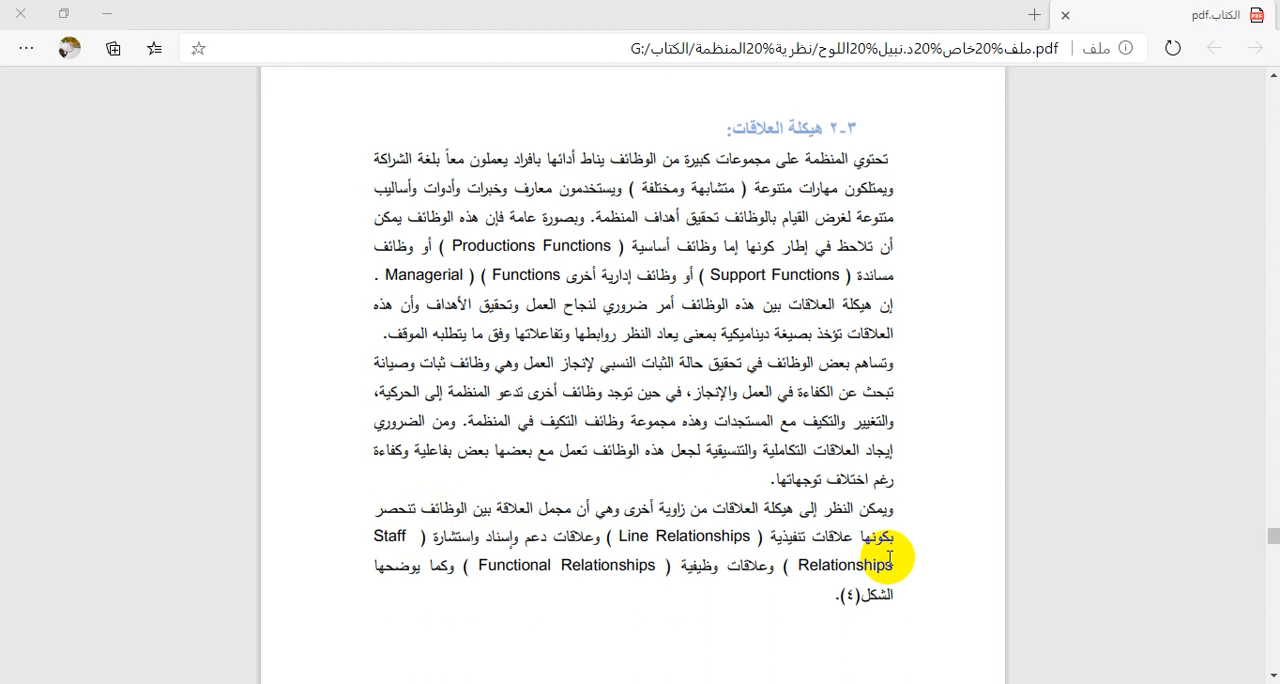 الكتاب.pdf
ملف
G:/الكتاب/المنظمة%20نظرية/اللوح%20د.نبيل%20خاص%20ملف.pdf
٣-٢ هيكلة العلاقات:
تحتوي المنظمة على مجموعات كبيرة من الوظائف يناط أدائها بافراد يعملون معاً بلغة الشراكة
ويمتلكون مهارات متنوعة ( متشابهة ومختلفة ) ويستخدمون معارف وخبرات وأدوات وأساليب
متنوعة لغرض القيام بالوظائف تحقيق أهداف المنظمة. وبصورة عامة فإن هذه الوظائف يمكن
أن تلاحظ في إطار كونها إما وظائف أساسية ( Productions Functions ) أو وظائف
مساندة ( Support Functions ) أو وظائف إدارية أخرى Functions ) ( Managerial .
إن هيكلة العلاقات بين هذه الوظائف أمر ضروري لنجاح العمل وتحقيق الأهداف وأن هذه
العلاقات تؤخذ بصيغة ديناميكية بمعنى يعاد النظر روابطها وتفاعلاتها وفق ما يتطلبه الموقف.
وتساهم بعض الوظائف في تحقيق حالة الثبات النسبي لإنجاز العمل وهي وظائف ثبات وصيانة
تبحث عن الكفاءة في العمل والإنجاز، في حين توجد وظائف أخرى تدعو المنظمة إلى الحركية،
والتغيير والتكيف مع المستجدات وهذه مجموعة وظائف التكيف في المنظمة. ومن الضروري
إيجاد العلاقات التكاملية والتنسيقية لجعل هذه الوظائف تعمل مع بعضها بعض بفاعلية وكفاءة
رغم اختلاف توجهاتها.
ويمكن النظر إلى هيكلة العلاقات من زاوية أخرى وهي أن مجمل العلاقة بين الوظائف تنحصر
بكونها علاقات تنفيذية ( Line Relationships ) وعلاقات دعم وإسناد واستشارة ( Staff
Relationships ) وعلاقات وظيفية ( Functional Relationships ) وكما يوضحها
الشكل(٤).